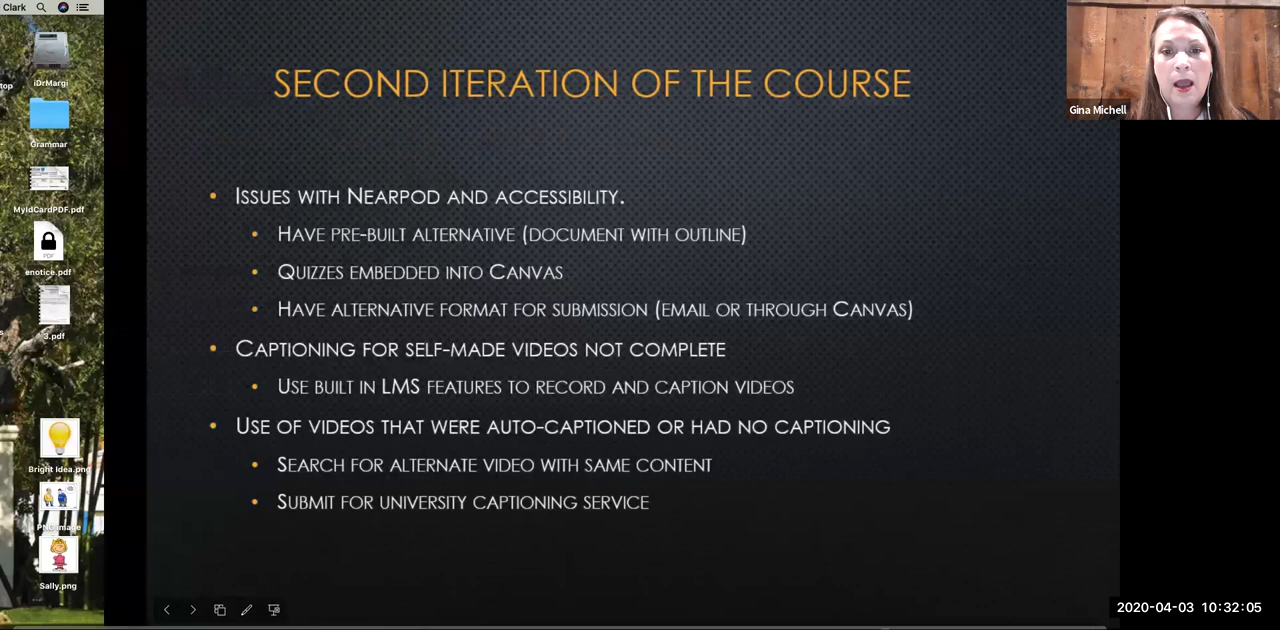 Clark
iDrMargi
top
Grammar
MyIdCardPDF.pdf
PDF
enotice.pdf
3.pdf
Bright Idea.png
PNG image
Sally.png
SECOND ITERATION OF THE COURSE
• ISSUES WITH NEARPOD AND ACCESSIBILITY.
• HAVE PRE-BUILT ALTERNATIVE (DOCUMENT WITH OUTLINE)
• QUIZZES EMBEDDED INTO CANVAS
• HAVE ALTERNATIVE FORMAT FOR SUBMISSION (EMAIL OR THROUGH CANVAS)
• CAPTIONING FOR SELF-MADE VIDEOS NOT COMPLETE
• USE BUILT IN LMS FEATURES TO RECORD AND CAPTION VIDEOS
• USE OF VIDEOS THAT WERE AUTO-CAPTIONED OR HAD NO CAPTIONING
• SEARCH FOR ALTERNATE VIDEO WITH SAME CONTENT
• SUBMIT FOR UNIVERSITY CAPTIONING SERVICE
Gina Michell
2020-04-03 10:32:05